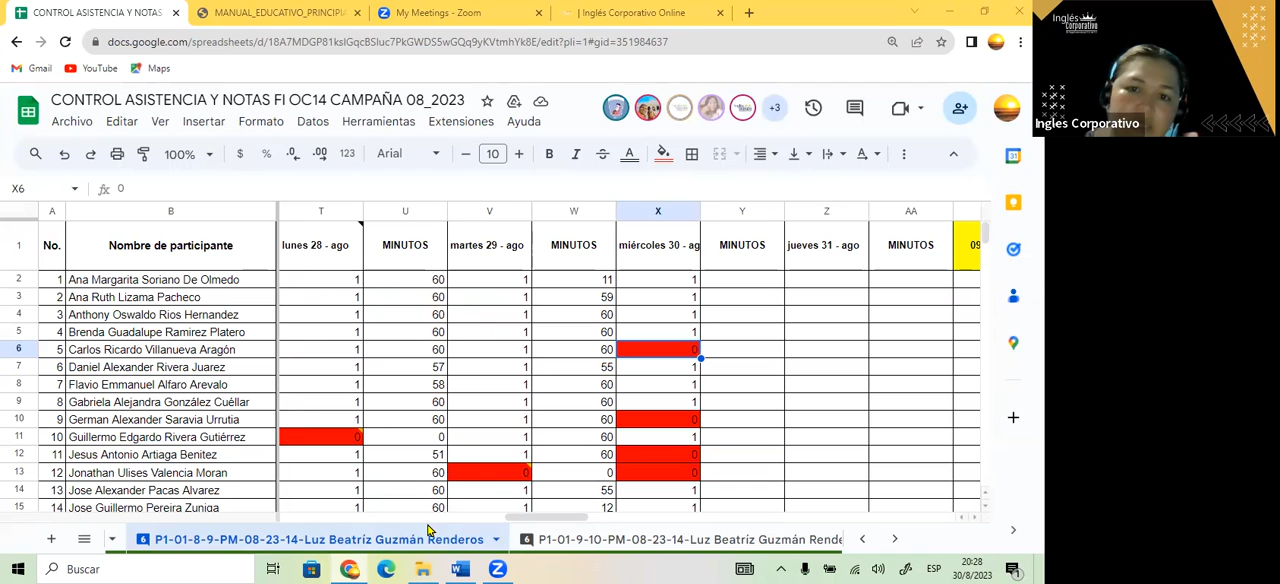 CONTROL ASISTENCIA Y NOTAS
MANUAL_EDUCATIVO_PRINCIPIA
My Meetings - Zoom
Inglés Corporativo Online
docs.google.com/spreadsheets/d/18A7MDGP81kslGqcBSluc7PkGWDS5wGQq9yKVtmhYk8E/edit?pli=1#gid=351984637
Gmail YouTube Maps
CONTROL ASISTENCIA Y NOTAS FI OC14 CAMPAÑA 08_2023
+3
Archivo Editar Ver Insertar Formato Datos Herramientas Extensiones Ayuda
100% $ % .0 .00 123 Arial 10 B I
X6 fx 0
A B T U V W X Y Z AA
1 No. Nombre de participante lunes 28 - ago MINUTOS martes 29 - ago MINUTOS miércoles 30 - ag MINUTOS jueves 31 - ago MINUTOS 09
2 1 Ana Margarita Soriano De Olmedo 1 60 1 11 1
3 2 Ana Ruth Lizama Pacheco 1 60 1 59 1
4 3 Anthony Oswaldo Rios Hernandez 1 60 1 60 1
5 4 Brenda Guadalupe Ramirez Platero 1 60 1 60 1
6 5 Carlos Ricardo Villanueva Aragón 1 60 1 60 0
7 6 Daniel Alexander Rivera Juarez 1 57 1 55 1
8 7 Flavio Emmanuel Alfaro Arevalo 1 58 1 60 1
9 8 Gabriela Alejandra González Cuéllar 1 60 1 60 1
10 9 German Alexander Saravia Urrutia 1 60 1 60 0
11 10 Guillermo Edgardo Rivera Gutiérrez 0 0 1 60 1
12 11 Jesus Antonio Artiaga Benitez 1 51 1 60 0
13 12 Jonathan Ulises Valencia Moran 1 60 0 0 0
14 13 Jose Alexander Pacas Alvarez 1 60 1 55 1
15 14 Jose Guillermo Pereira Zuniga 1 60 1 12 1
6 P1-01-8-9-PM-08-23-14-Luz Beatríz Guzmán Renderos
6 P1-01-9-10-PM-08-23-14-Luz Beatríz Guzmán Rende
Buscar
ESP
20:28
30/8/2023
1
31
Inglés
Corporativo
Ingles Corporativo